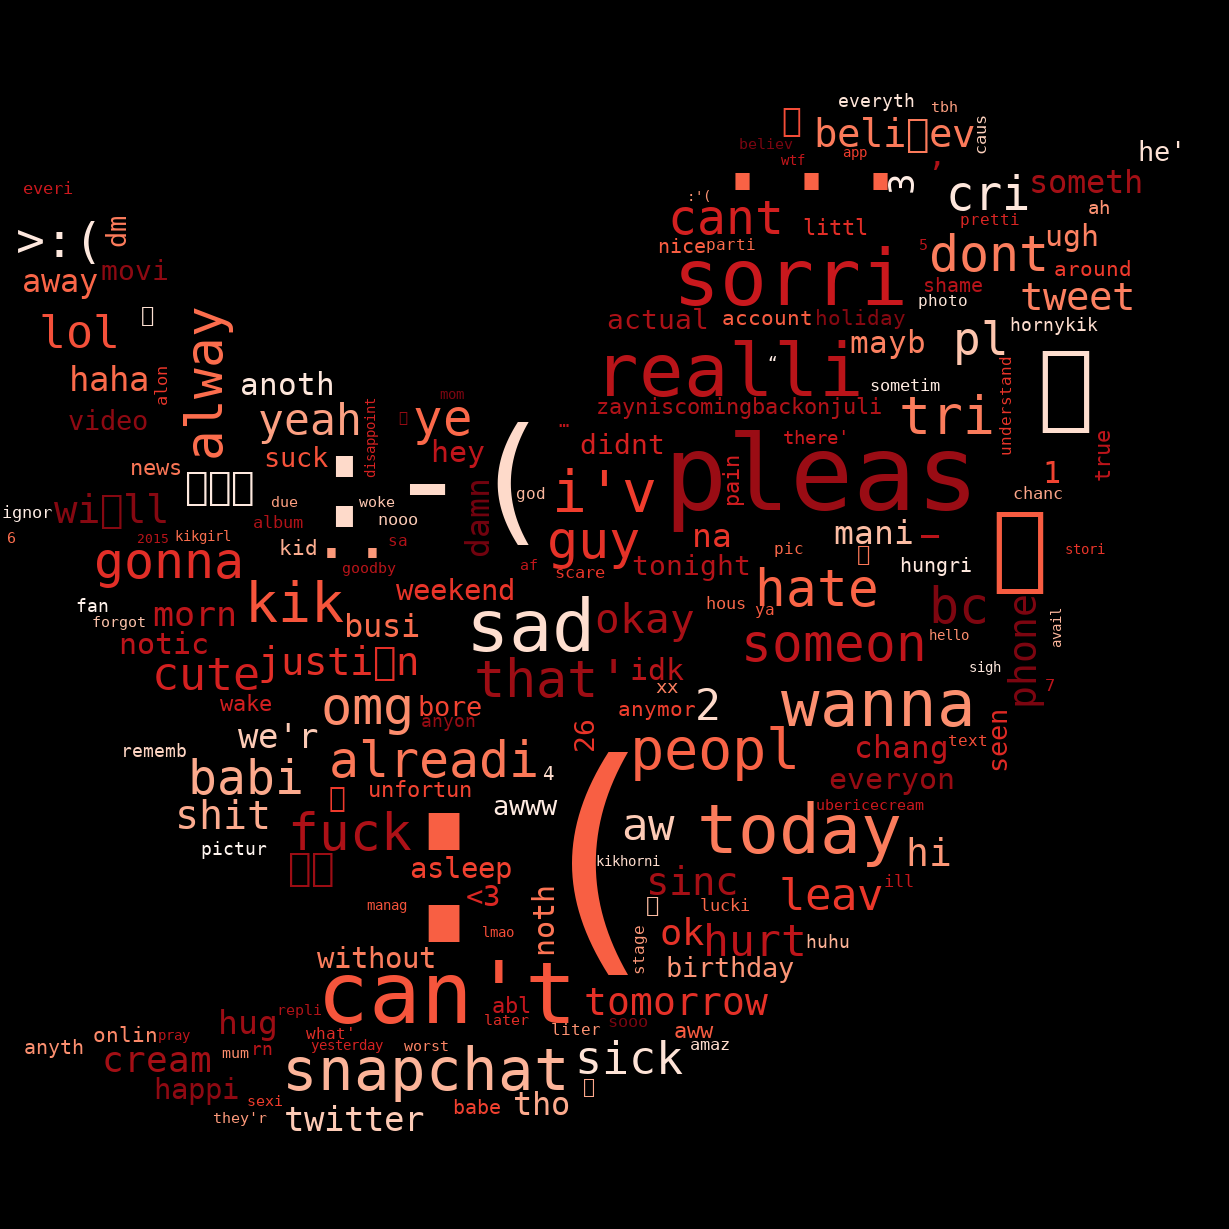 everyth
tbh
beli▯ev
caus
believ
wtf
app
,
he'
...
3
cri
someth
everi
:'(
ah
cant
littl
pretti
>:(
dm
nice
parti
5
dont
ugh
away
movi
sorri
around
shame
photo
tweet
lol
actual
account
holiday
hornykik
alway
mayb
pl
“
realli
haha
alon
anoth
sometim
understand
video
yeah
disappoint
mom
ye
zayniscomingbackonjuli
tri
…
didnt
there'
hey
news
suck
:-(
pleas
pain
true
1
god
i'v
chanc
ignor
wi▯ll
due
woke
album
nooo
damn
6
2015
kikgirl
kid
..
sa
guy
na
mani
—
stori
gonna
goodby
af
scare
tonight
pic
hungri
kik
weekend
hate
fan
forgot
morn
busi
sad
okay
hous
ya
bc
phone
avail
notic
someon
hello
cute
justi▯n
that'
idk
sigh
xx
7
wake
omg
bore
anyon
anymor
2
wanna
rememb
we'r
26
chang
text
seen
alreadi
4
peopl
babi
unfortun
everyon
awww
ubericecream
shit
fuck
:(
aw
today
hi
pictur
kikhorni
asleep
sinc
leav
ill
manag
<3
noth
lucki
lmao
stage
ok
hurt
huhu
without
birthday
can't
abl
tomorrow
repli
later
hug
what'
liter
sooo
aww
onlin
pray
anyth
cream
mum
rn
yesterday
worst
amaz
snapchat
sick
happi
sexi
they'r
twitter
babe
tho